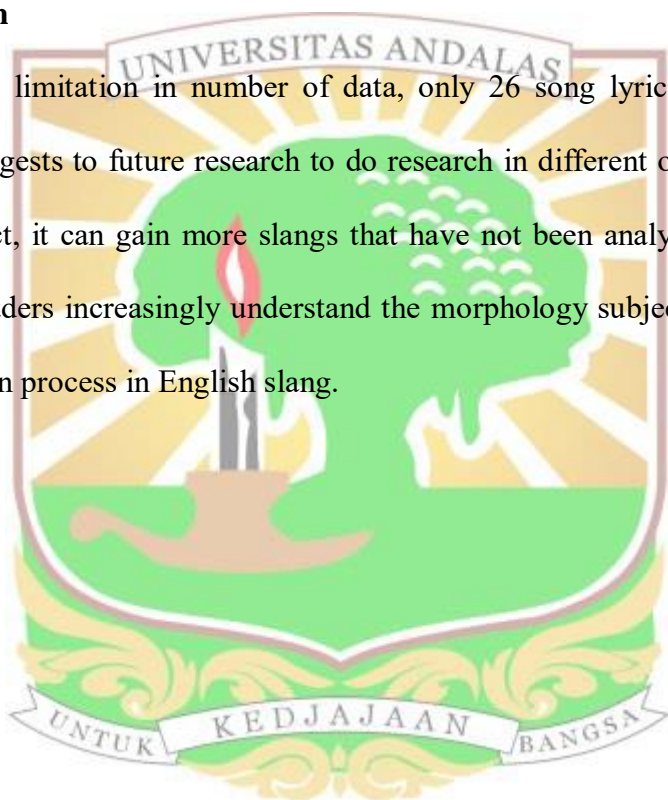 n
UNIVERSITAS ANDALAS
limitation in number of data, only 26 song lyric
gests to future research to do research in different o
ct, it can gain more slangs that have not been analy
ders increasingly understand the morphology subjec
n process in English slang.
UNTUK KEDJAJAAN BANGSA